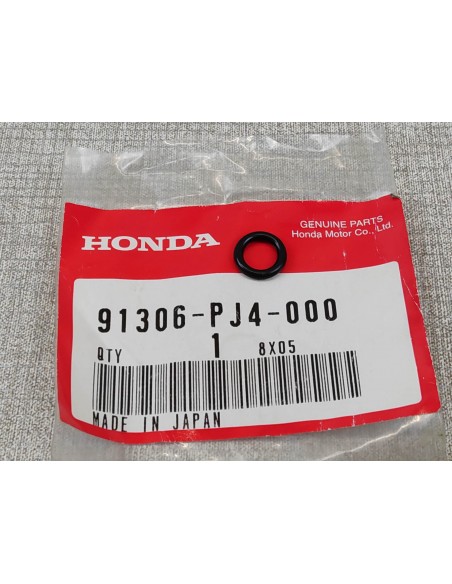 HONDA
GENUINE PARTS
Honda Motor Co., Ltd.
91306-PJ4-000
QTY 1 8X05
MADE IN JAPAN